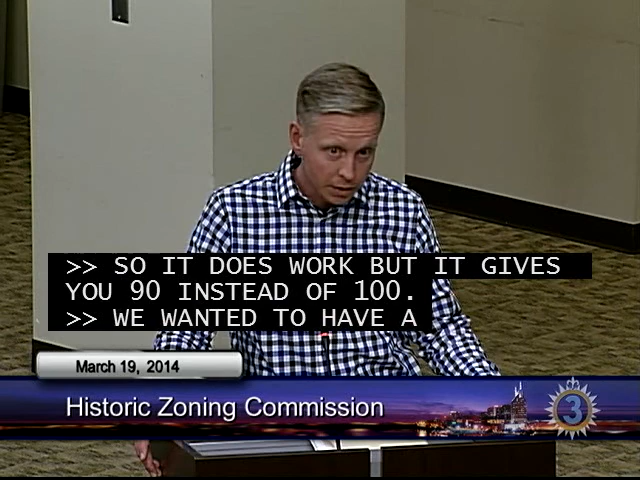 >> SO IT DOES WORK BUT IT GIVES
YOU 90 INSTEAD OF 100.
>> WE WANTED TO HAVE A
March 19, 2014
Historic Zoning Commission
3